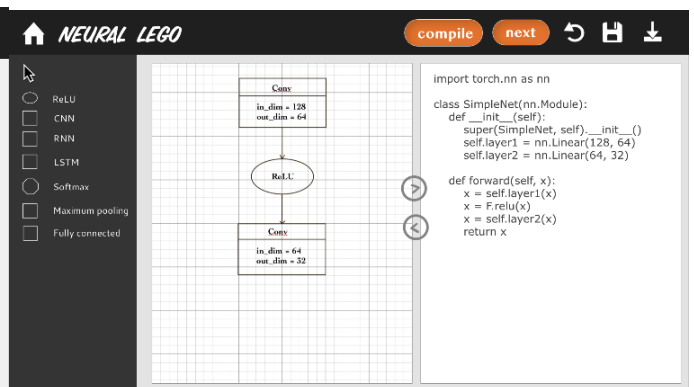 NEURAL LEGO
compile
next
ReLU
CNN
RNN
LSTM
Softmax
Maximum pooling
Fully connected
Conv
in_dim = 128
out_dim = 64
ReLU
Conv
in_dim = 64
out_dim = 32
import torch.nn as nn
class SimpleNet(nn.Module):
def __init__(self):
super(SimpleNet, self).__init__()
self.layer1 = nn.Linear(128, 64)
self.layer2 = nn.Linear(64, 32)
def forward(self, x):
x = self.layer1(x)
x = F.relu(x)
x = self.layer2(x)
return x